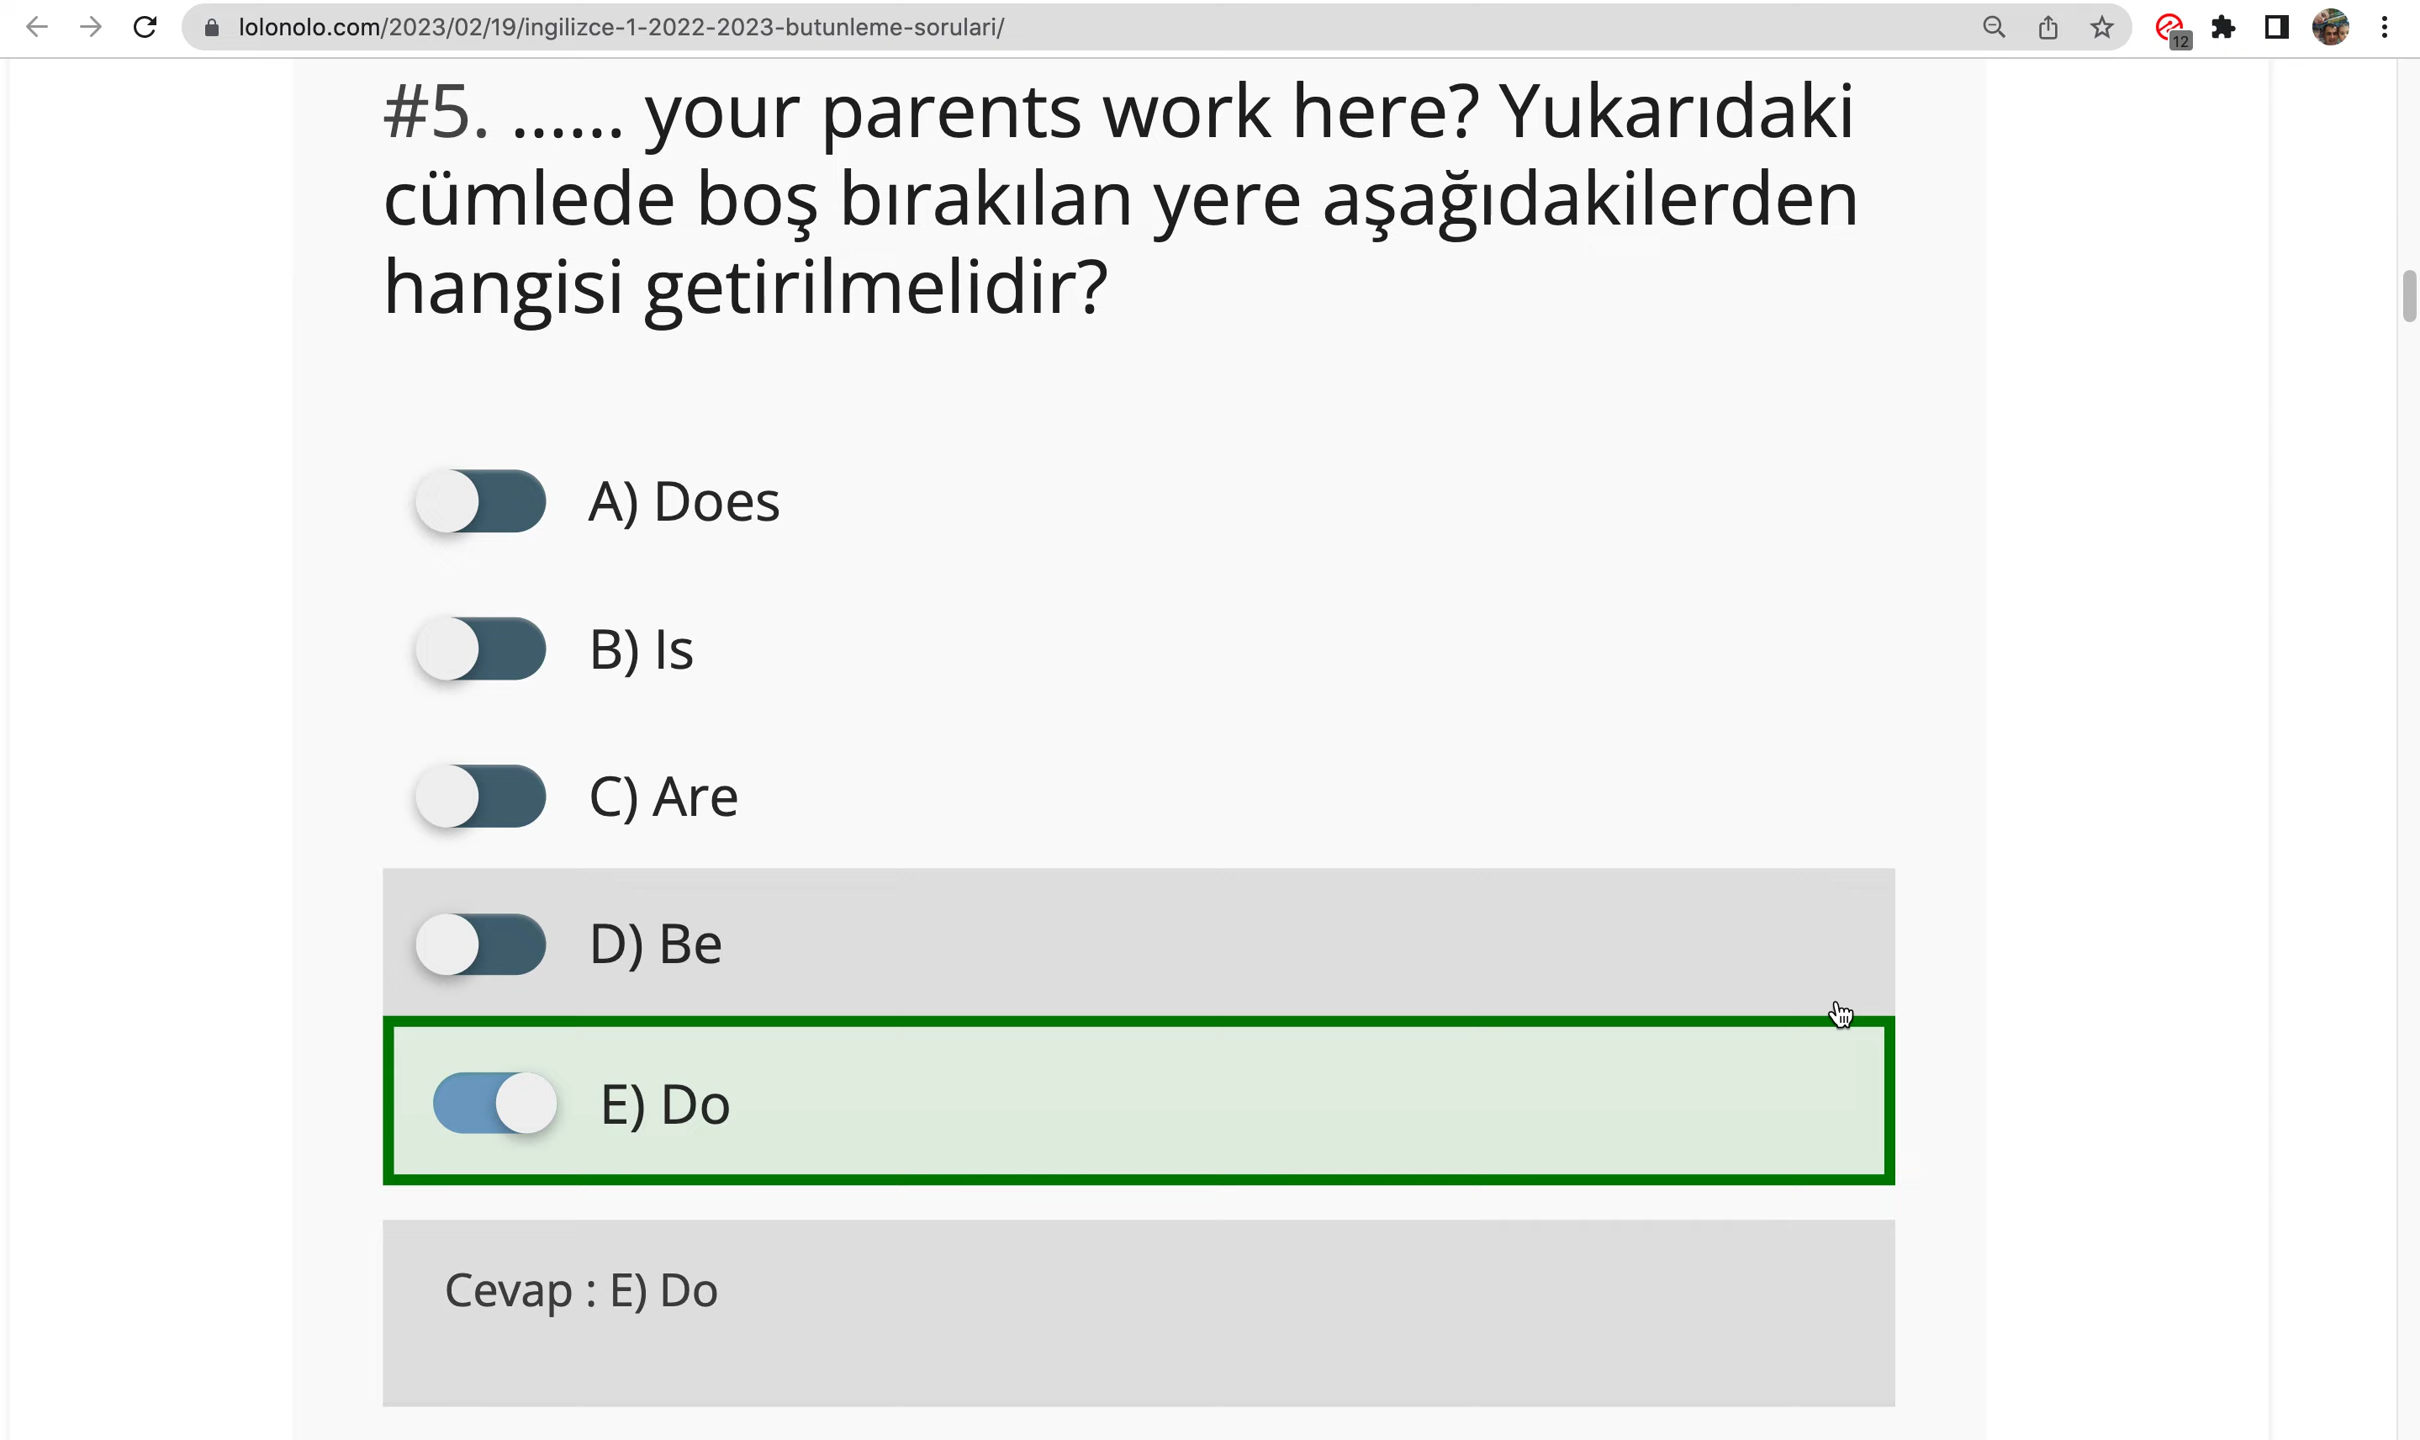 lolonolo.com/2023/02/19/ingilizce-1-2022-2023-butunleme-sorulari/
12
#5. ...... your parents work here? Yukarıdaki
cümlede boş bırakılan yere aşağıdakilerden
hangisi getirilmelidir?
A) Does
B) Is
C) Are
D) Be
E) Do
Cevap : E) Do